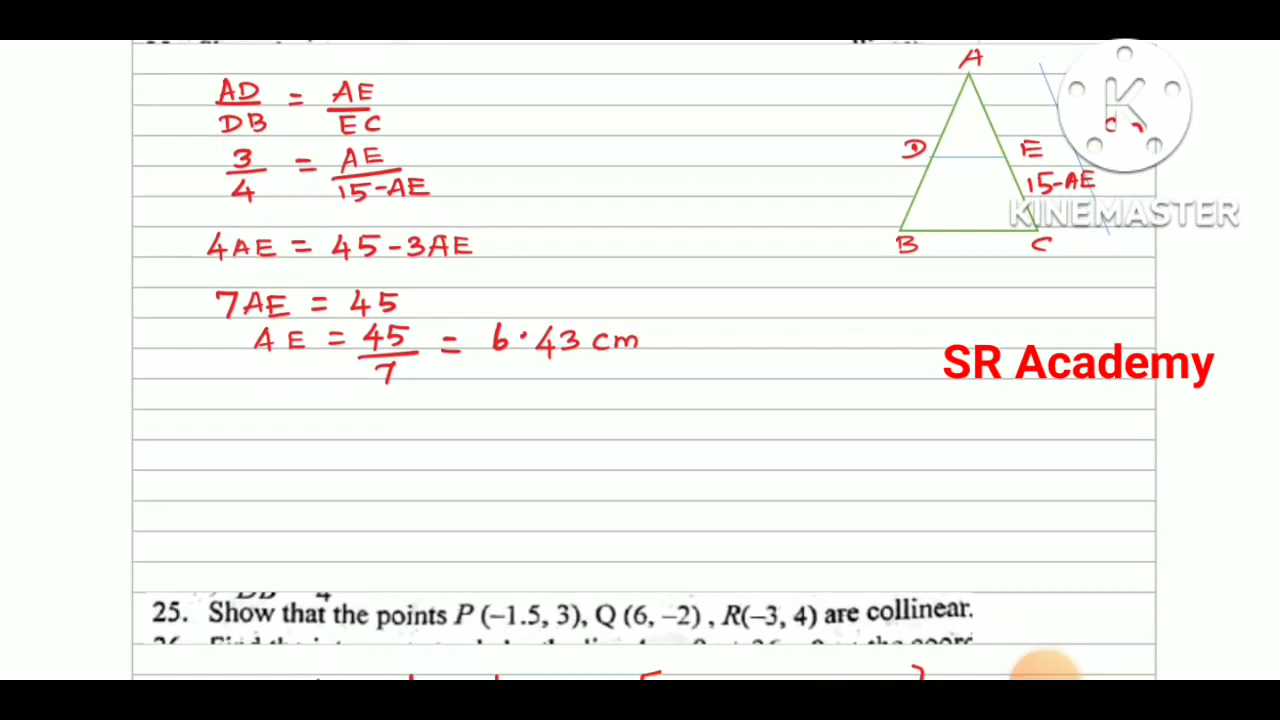 A
AD = AE
DB EC
3 = AE
4 15-AE
D E
15-AE
KINEMASTER
B C
4AE = 45-3AE
7AE = 45
AE = 45 = 6.43 cm
7
SR Academy
25. Show that the points P (–1.5, 3), Q (6, –2) , R(–3, 4) are collinear.